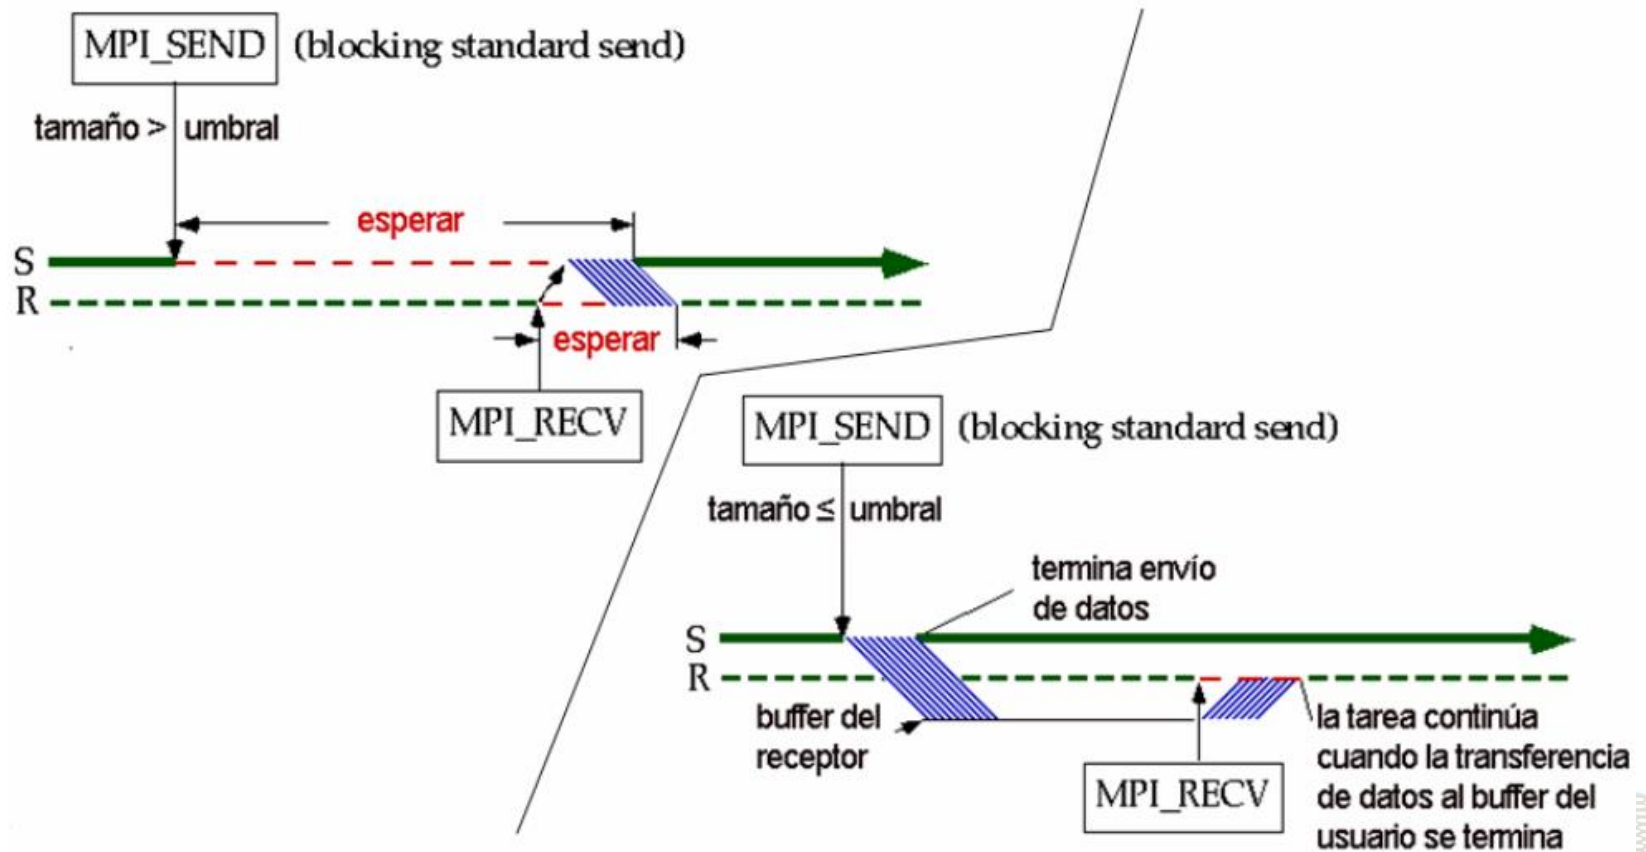 MPI_SEND (blocking standard send)
tamaño > umbral
esperar
S
R
esperar
MPI_RECV
MPI_SEND (blocking standard send)
tamaño ≤ umbral
termina envío
de datos
S
R
buffer del
receptor
MPI_RECV
la tarea continúa
cuando la transferencia
de datos al buffer del
usuario se termina